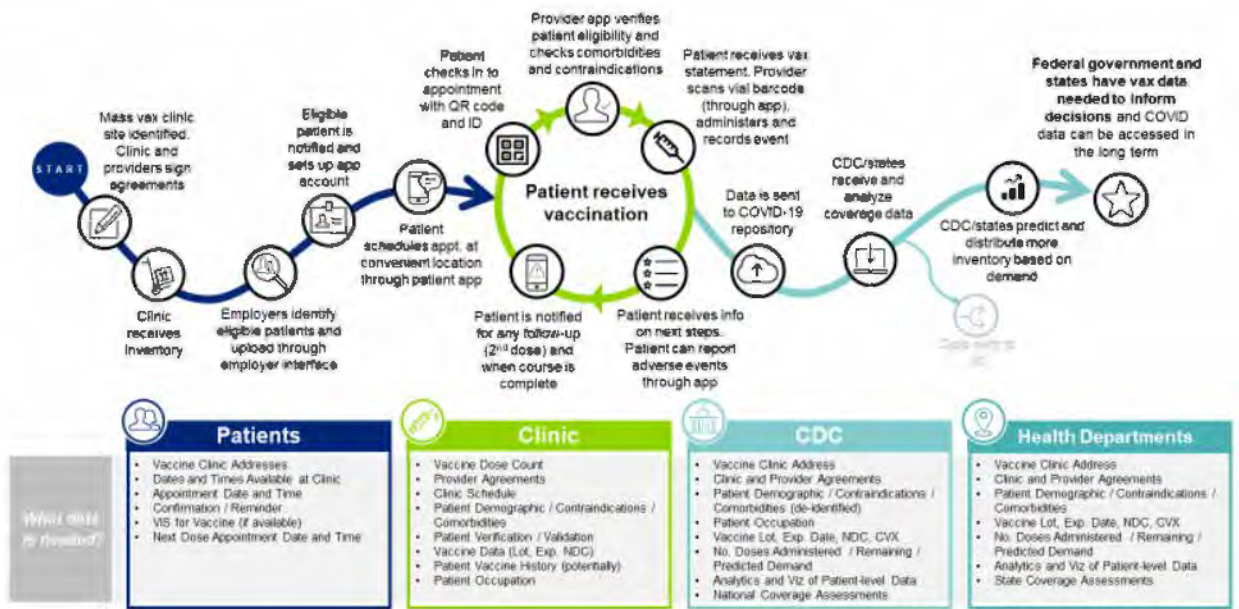 START
Mass vax clinic
site identified.
Clinic and
providers sign
agreements
Clinic
receives
Inventory
Employers identify
eligible patients and
upload through
employer interface
Eligible
patient is
notified and
sets up app
account
Patient
schedules appt. at
convenient location
through patient app
Patient
checks in to
appointment
with QR code
and ID
Provider app verifies
patient eligibility and
checks comorbidities
and contraindications
Patient receives vax
statement. Provider
scans vial barcode
(through app),
administers and
records event
Patient receives
vaccination
Patient receives info
on next steps.
Patient can report
adverse events
through app
Patient is notified
for any follow-up
(2nd dose) and
when course is
complete
Data is sent
to COVID-19
repository
CDC/states
receive and
analyze
coverage data
CDC/states predict and
distribute more
inventory based on
demand
Federal government and
states have vax data
needed to inform
decisions and COVID
data can be accessed in
the long term
What data
is needed?
Patients
• Vaccine Clinic Addresses
• Dates and Times Available at Clinic
• Appointment Date and Time
• Confirmation / Reminder
• VIS for Vaccine (if available)
• Next Dose Appointment Date and Time
Clinic
• Vaccine Dose Count
• Provider Agreements
• Clinic Schedule
• Patient Demographic / Contraindications /
Comorbidities
• Patient Verification / Validation
• Vaccine Data (Lot, Exp. NDC)
• Patient Vaccine History (potentially)
• Patient Occupation
CDC
• Vaccine Clinic Address
• Clinic and Provider Agreements
• Patient Demographic / Contraindications /
Comorbidities (de-identified)
• Patient Occupation
• Vaccine Lot, Exp. Date, NDC, CVX
• No. Doses Administered / Remaining /
Predicted Demand
• Analytics and Viz of Patient-level Data
• National Coverage Assessments
Health Departments
• Vaccine Clinic Address
• Clinic and Provider Agreements
• Patient Demographic / Contraindications /
Comorbidities
• Vaccine Lot, Exp. Date, NDC, CVX
• No. Doses Administered / Remaining /
Predicted Demand
• Analytics and Viz of Patient-level Data
• State Coverage Assessments